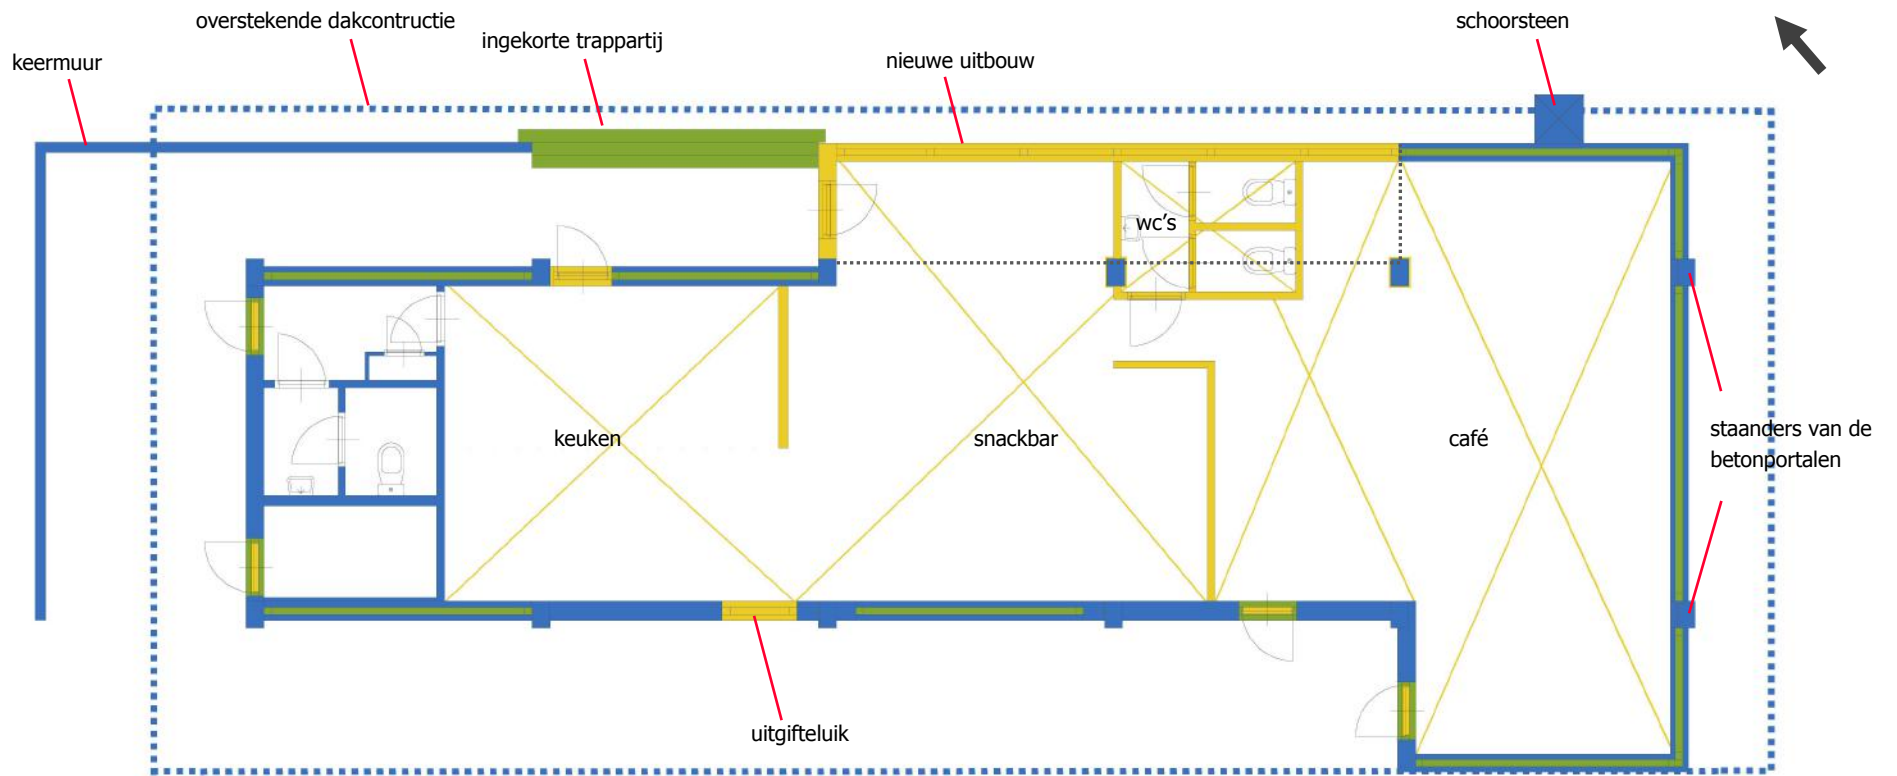 overstekende dakcontructie
schoorsteen
ingekorte trappartij
keermuur
nieuwe uitbouw
wc's
keuken
snackbar
café
staanders van de
betonportalen
uitgifteluik